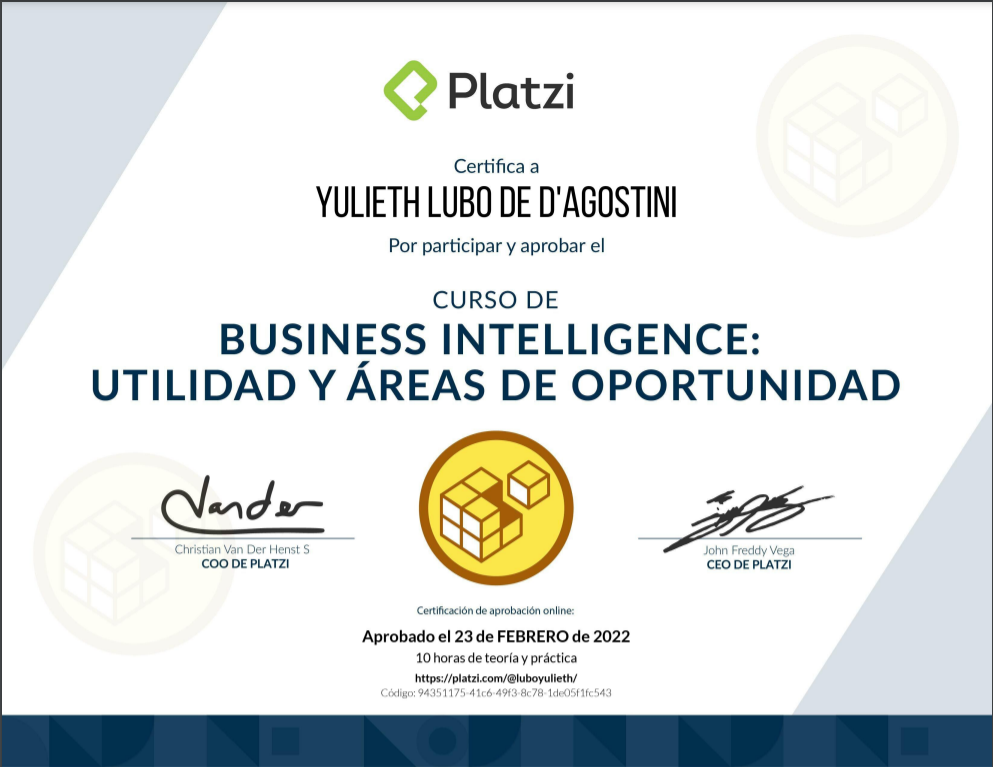 Platzi
Certifica a
YULIETH LUBO DE D'AGOSTINI
Por participar y aprobar el
CURSO DE
BUSINESS INTELLIGENCE:
UTILIDAD Y ÁREAS DE OPORTUNIDAD
Vander
Christian Van Der Henst S
COO DE PLATZI
John Freddy Vega
CEO DE PLATZI
Certificación de aprobación online:
Aprobado el 23 de FEBRERO de 2022
10 horas de teoría y práctica
https://platzi.com/@luboyulieth/
Código: 94351175-41c6-49f3-8c78-1de05f1fc543